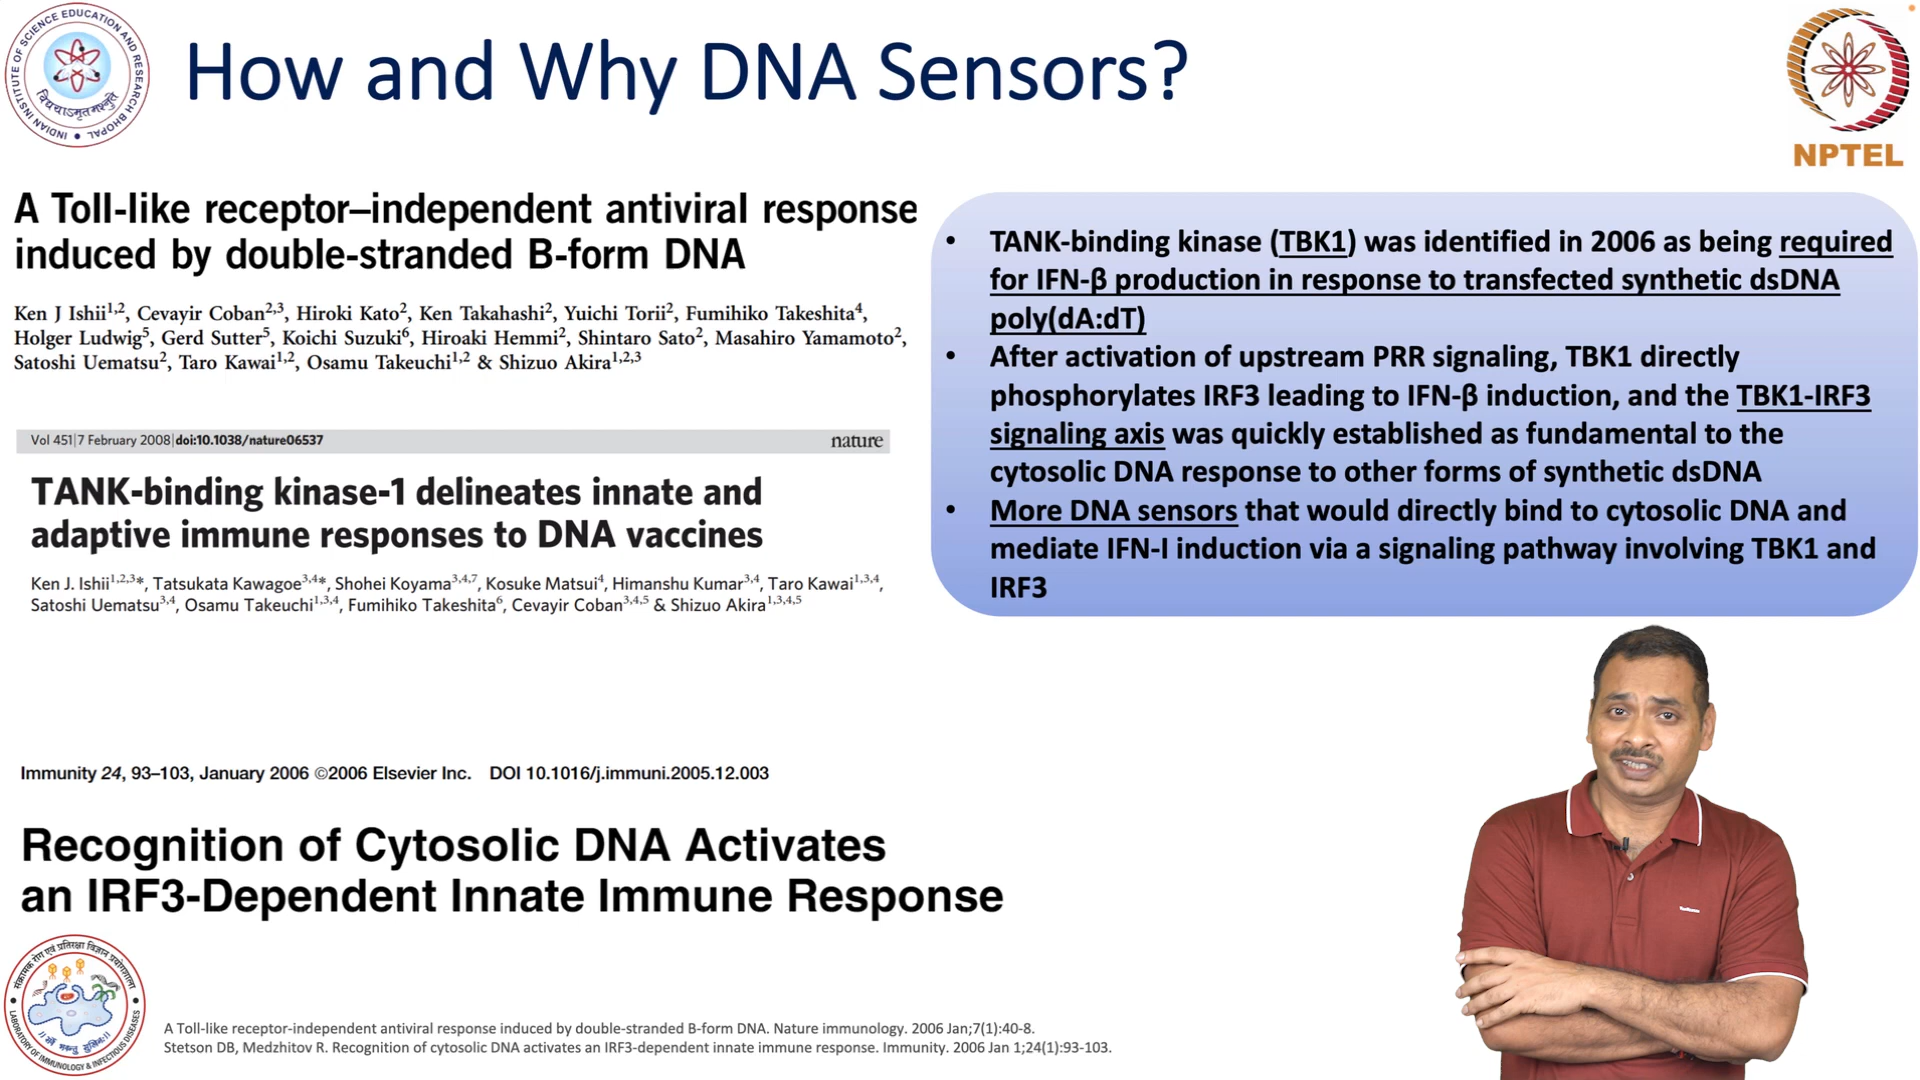 How and Why DNA Sensors?
INDIAN INSTITUTE OF SCIENCE EDUCATION AND RESEARCH BHOPAL
NPTEL
A Toll-like receptor–independent antiviral response
induced by double-stranded B-form DNA
Ken J Ishii1,2, Cevayir Coban2,3, Hiroki Kato2, Ken Takahashi2, Yuichi Torii2, Fumihiko Takeshita4,
Holger Ludwig5, Gerd Sutter5, Koichi Suzuki6, Hiroaki Hemmi2, Shintaro Sato2, Masahiro Yamamoto2,
Satoshi Uematsu2, Taro Kawai1,2, Osamu Takeuchi1,2 & Shizuo Akira1,2,3
Vol 451|7 February 2008|doi:10.1038/nature06537 nature
TANK-binding kinase-1 delineates innate and
adaptive immune responses to DNA vaccines
Ken J. Ishii1,2,3*, Tatsukata Kawagoe3,4*, Shohei Koyama3,4,7, Kosuke Matsui4, Himanshu Kumar3,4, Taro Kawai1,3,4,
Satoshi Uematsu3,4, Osamu Takeuchi1,3,4, Fumihiko Takeshita6, Cevayir Coban3,4,5 & Shizuo Akira1,3,4,5
• TANK-binding kinase (TBK1) was identified in 2006 as being required
for IFN-β production in response to transfected synthetic dsDNA
poly(dA:dT)
• After activation of upstream PRR signaling, TBK1 directly
phosphorylates IRF3 leading to IFN-β induction, and the TBK1-IRF3
signaling axis was quickly established as fundamental to the
cytosolic DNA response to other forms of synthetic dsDNA
• More DNA sensors that would directly bind to cytosolic DNA and
mediate IFN-I induction via a signaling pathway involving TBK1 and
IRF3
Immunity 24, 93–103, January 2006 ©2006 Elsevier Inc. DOI 10.1016/j.immuni.2005.12.003
Recognition of Cytosolic DNA Activates
an IRF3-Dependent Innate Immune Response
LABORATORY OF IMMUNOLOGY & INFECTIOUS DISEASES
A Toll-like receptor-independent antiviral response induced by double-stranded B-form DNA. Nature immunology. 2006 Jan;7(1):40-8.
Stetson DB, Medzhitov R. Recognition of cytosolic DNA activates an IRF3-dependent innate immune response. Immunity. 2006 Jan 1;24(1):93-103.